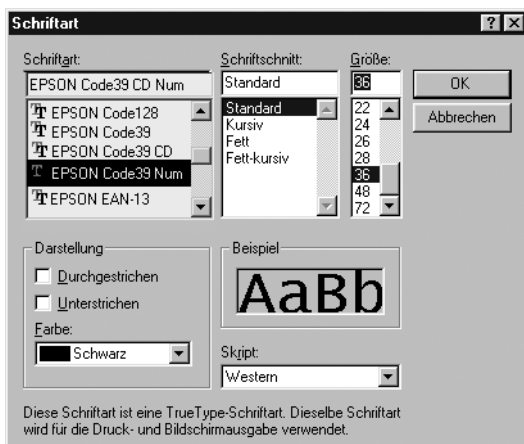 Schriftart
Schriftart: Schriftschnitt: Größe:
EPSON Code39 CD Num Standard 36 OK
EPSON Code128 Standard 22 Abbrechen
EPSON Code39 Kursiv 24
EPSON Code39 CD Fett 26
EPSON Code39 Num Fett-kursiv 28
EPSON EAN-13 36
48
72
Darstellung Beispiel
Durchgestrichen AaBb
Unterstrichen
Farbe:
Schwarz
Skript:
Western
Diese Schriftart ist eine TrueType-Schriftart. Dieselbe Schriftart
wird für die Druck- und Bildschirmausgabe verwendet.